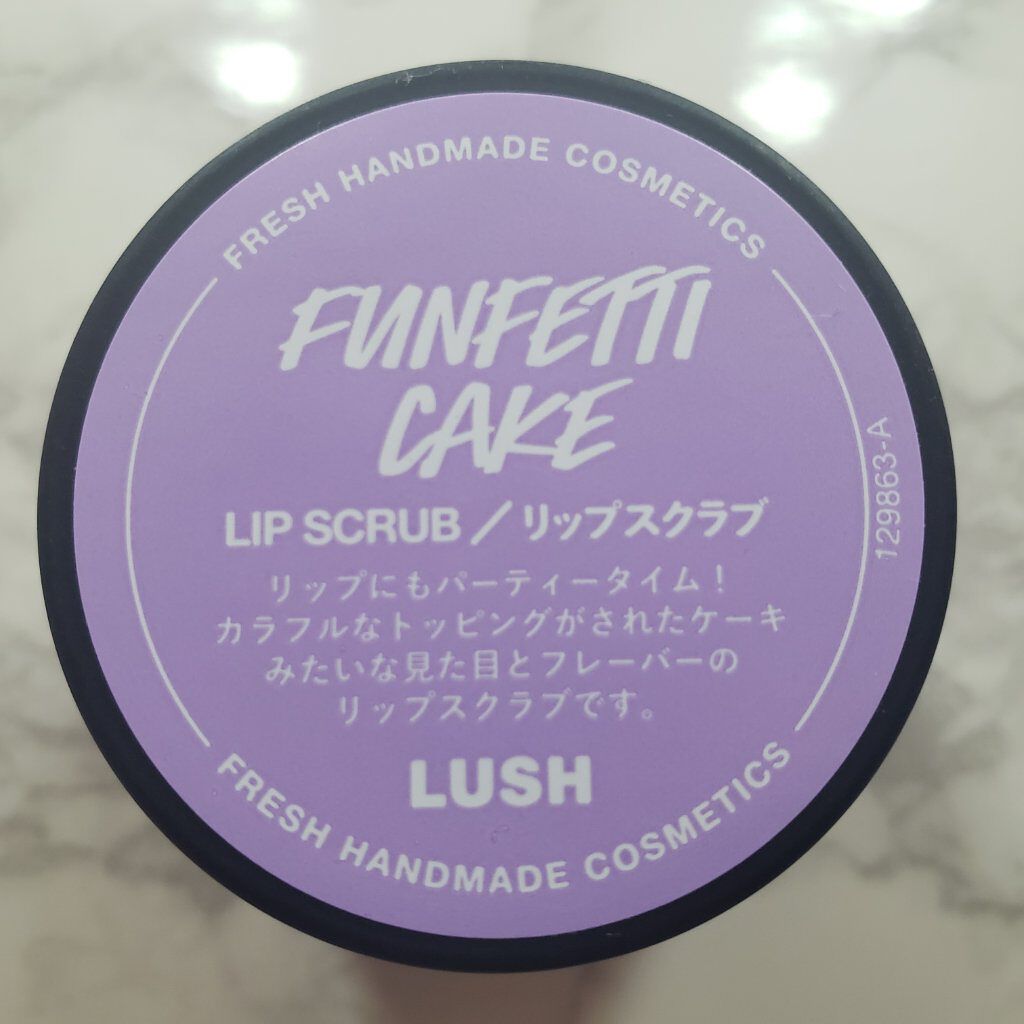 FRESH HANDMADE COSMETICS
FUNFETTI
CAKE
LIP SCRUB／リップスクラブ
リップにもパーティータイム！
カラフルなトッピングがされたケーキ
みたいな見た目とフレーバーの
リップスクラブです。
LUSH
FRESH HANDMADE COSMETICS
129863-A